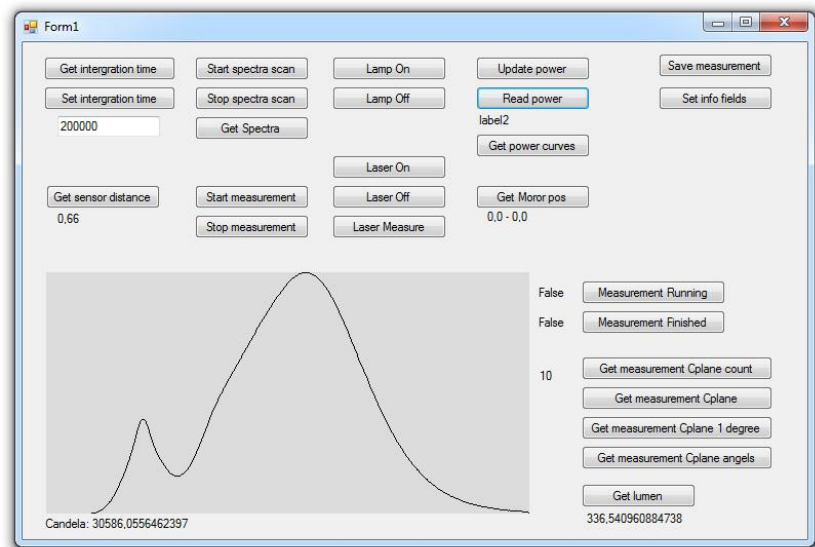 Form1
Get intergration time Start spectra scan Lamp On Update power Save measurement
Set intergration time Stop spectra scan Lamp Off Read power Set info fields
200000 Get Spectra label2
Get power curves
Laser On
Get sensor distance Start measurement Laser Off Get Moror pos
0,66 Stop measurement Laser Measure 0,0 - 0,0
False Measurement Running
False Measurement Finished
10 Get measurement Cplane count
Get measurement Cplane
Get measurement Cplane 1 degree
Get measurement Cplane angels
Get lumen
Candela: 30586,0556462397 336,540960884738